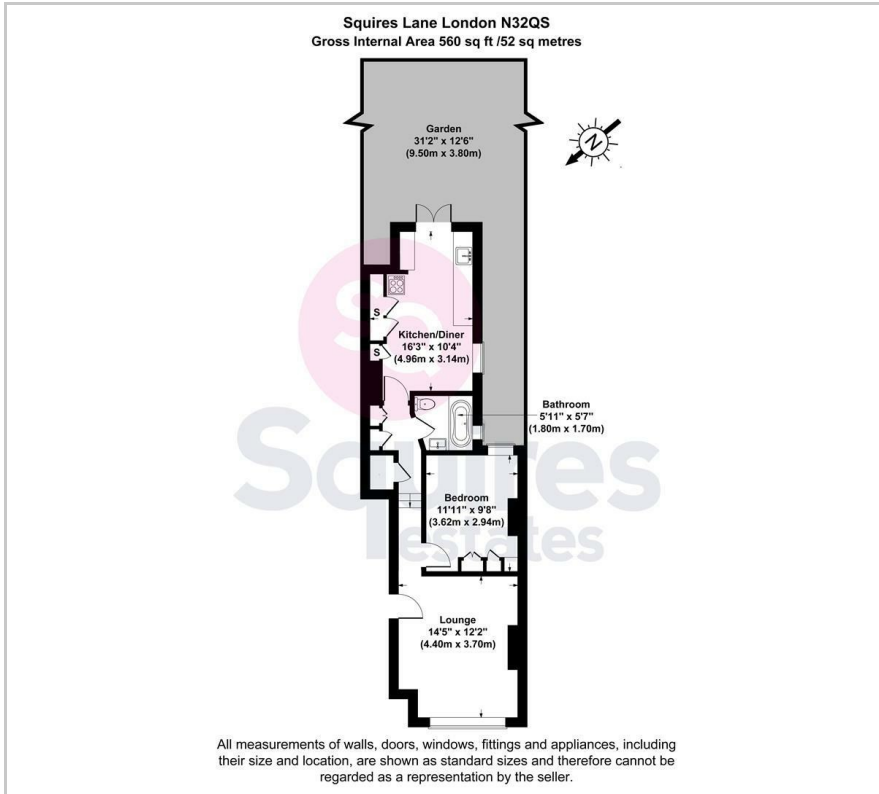 Squires Lane London N32QS
Gross Internal Area 560 sq ft /52 sq metres
Garden
31'2" x 12'6"
(9.50m x 3.80m)
N
S
Kitchen/Diner
16'3" x 10'4"
(4.96m x 3.14m)
S
Bathroom
5'11" x 5'7"
(1.80m x 1.70m)
SQ
Squires
estates
Bedroom
11'11" x 9'8"
(3.62m x 2.94m)
Lounge
14'5" x 12'2"
(4.40m x 3.70m)
All measurements of walls, doors, windows, fittings and appliances, including
their size and location, are shown as standard sizes and therefore cannot be
regarded as a representation by the seller.